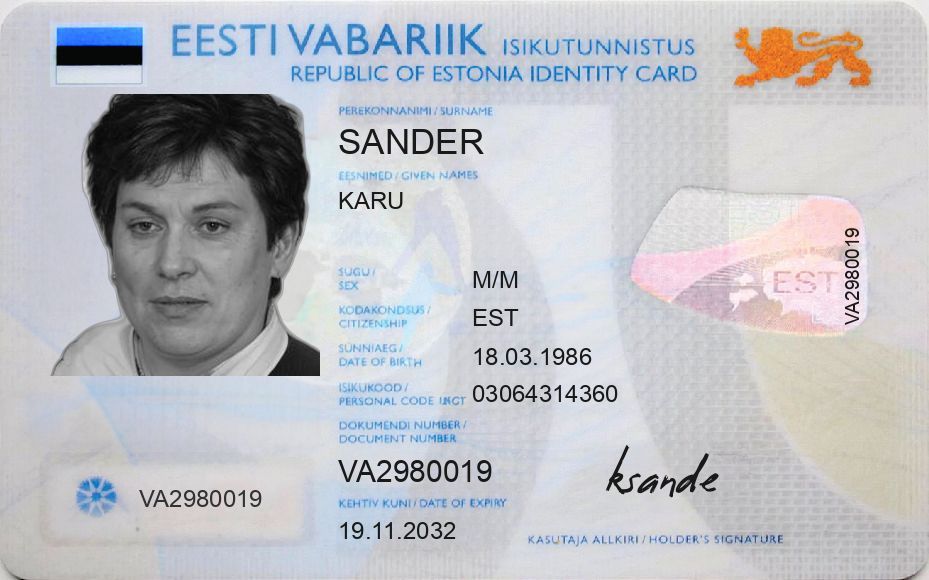 EESTI VABARIIK ISIKUTUNNISTUS
REPUBLIC OF ESTONIA IDENTITY CARD
PEREKONNANIMI / SURNAME
SANDER
EESNIMED / GIVEN NAMES
KARU
SUGU /
SEX
M/M
KODAKONDSUS /
CITIZENSHIP
EST
SÜNNIAEG /
DATE OF BIRTH
18.03.1986
ISIKUKOOD /
PERSONAL CODE
03064314360
DOKUMENDI NUMBER /
DOCUMENT NUMBER
VA2980019
KEHTIV KUNI / DATE OF EXPIRY
19.11.2032
VA2980019
EST
VA2980019
ksande
KASUTAJA ALLKIRI / HOLDER'S SIGNATURE